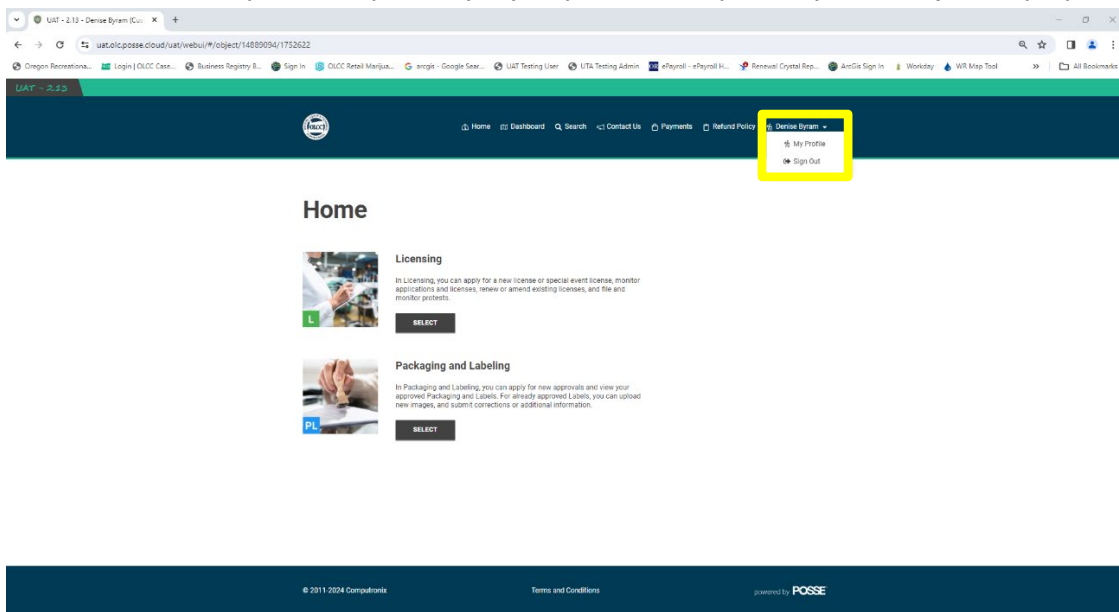 UAT - 2.13 - Denise Byram (Cus
uat.olc.posse.cloud/uat/webui/#/object/14889094/1752622
Oregon Recreationa... Login | OLCC Case... Business Registry B... Sign In OLCC Retail Marijua... arcgis - Google Sear... UAT Testing User UTA Testing Admin ePayroll - ePayroll H... Renewal Crystal Rep... ArcGis Sign In Workday WR Map Tool » All Bookmarks
UAT - 2.13
OLCC Home Dashboard Search Contact Us Payments Refund Policy Denise Byram
My Profile
Sign Out
Home
Licensing
In Licensing, you can apply for a new license or special event license, monitor
applications and licenses, renew or amend existing licenses, and file and
monitor protests.
L
SELECT
Packaging and Labeling
In Packaging and Labeling, you can apply for new approvals and view your
approved Packaging and Labels. For already approved Labels, you can upload
new images, and submit corrections or additional information.
PL
SELECT
© 2011-2024 Computronix Terms and Conditions powered by POSSE